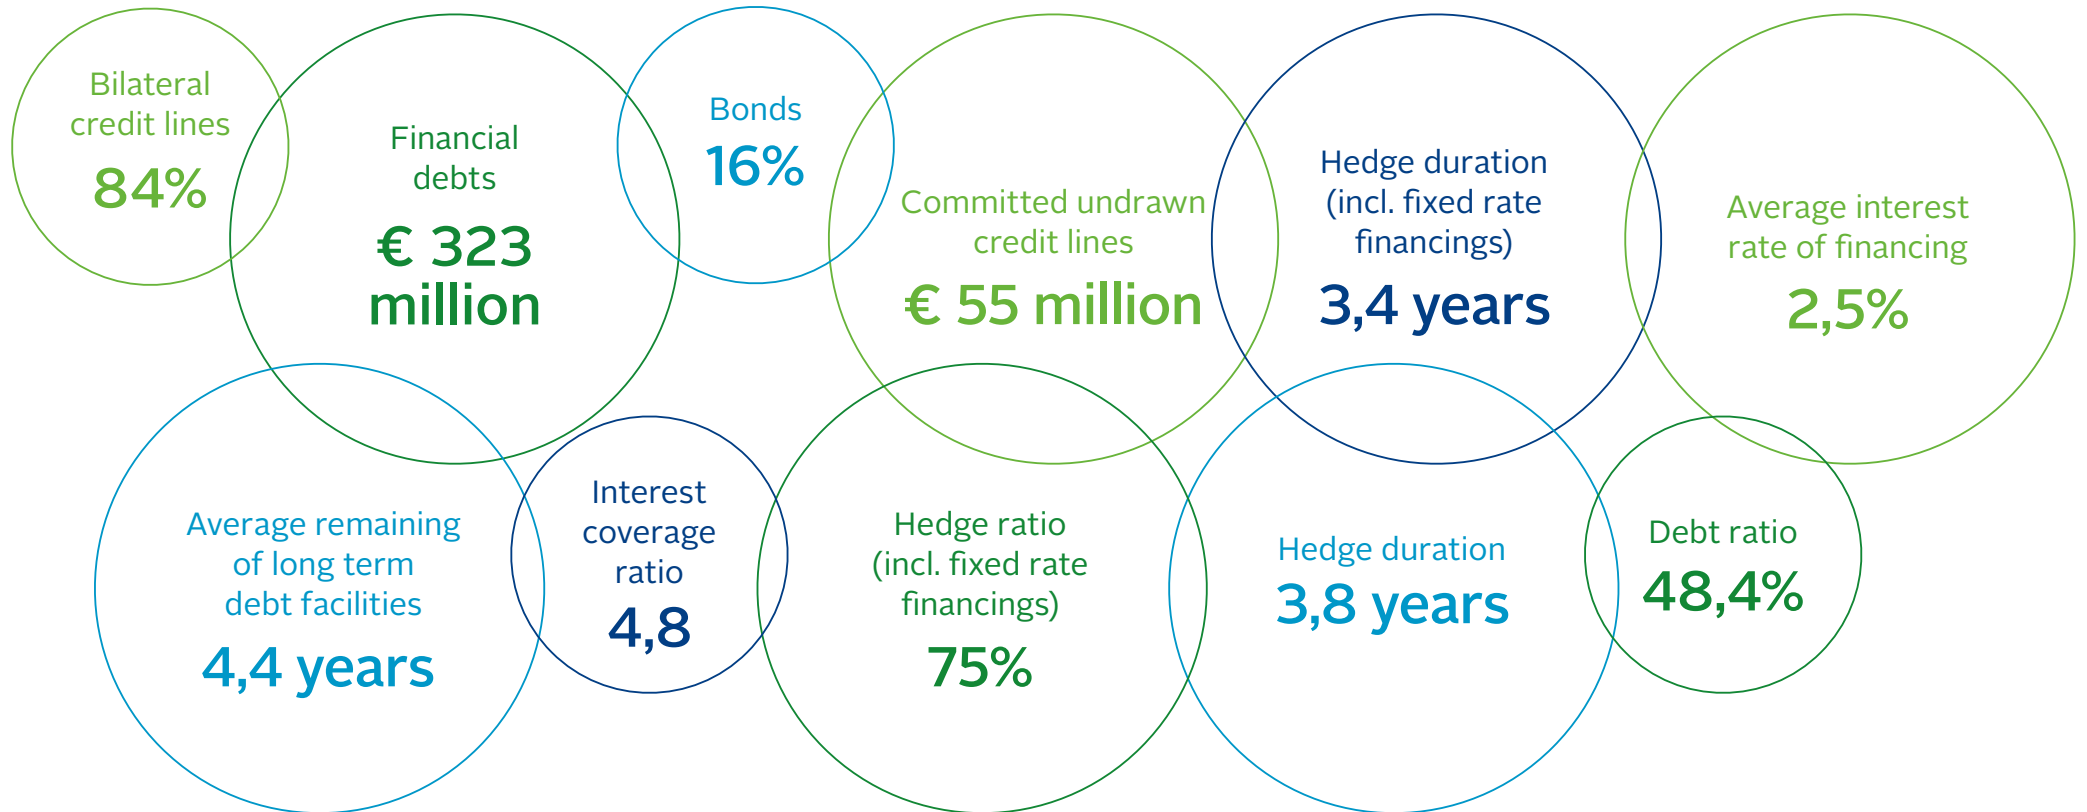 Bilateral
credit lines
84%
Financial
debts
€ 323
million
Bonds
16%
Committed undrawn
credit lines
€ 55 million
Hedge duration
(incl. fixed rate
financings)
3,4 years
Average interest
rate of financing
2,5%
Average remaining
of long term
debt facilities
4,4 years
Interest
coverage
ratio
4,8
Hedge ratio
(incl. fixed rate
financings)
75%
Hedge duration
3,8 years
Debt ratio
48,4%